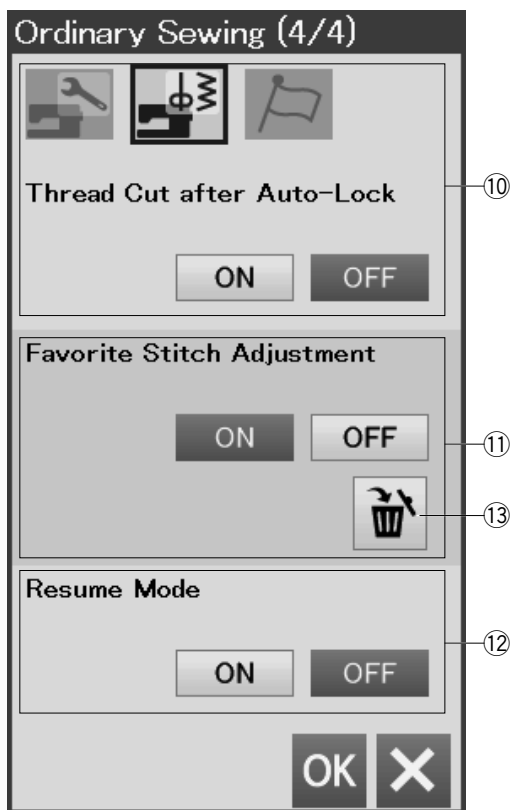 Ordinary Sewing (4/4)
Thread Cut after Auto-Lock
⑩
ON OFF
Favorite Stitch Adjustment
ON OFF
⑪
⑬
Resume Mode
⑫
ON OFF
OK